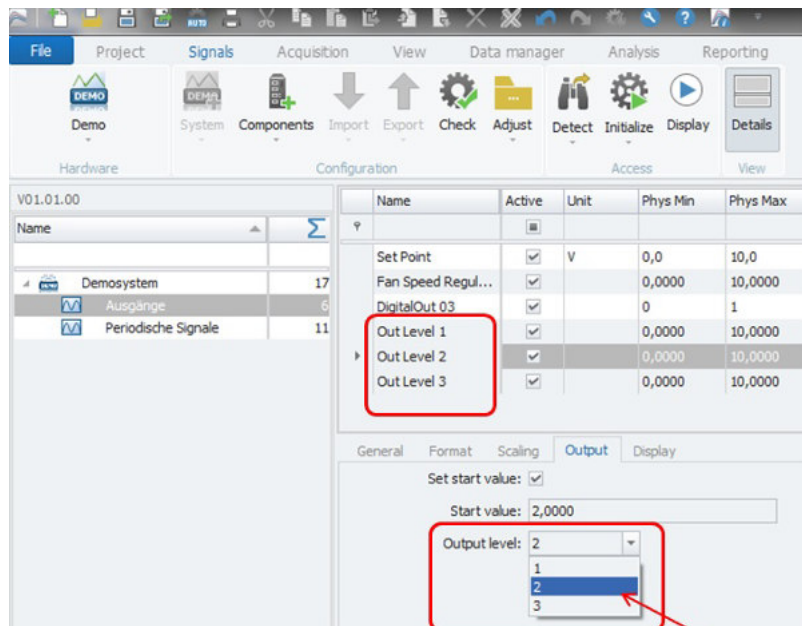 AUTO
File Project Signals Acquisition View Data manager Analysis Reporting
DEMO
Demo System Components Import Export Check Adjust Detect Initialize Display Details
Hardware Configuration Access View
V01.01.00
Name
Demosystem 17
Ausgänge 6
Periodische Signale 11
Name Active Unit Phys Min Phys Max
Set Point V 0,0 10,0
Fan Speed Regul... 0,0000 10,0000
DigitalOut 03 0 1
Out Level 1 0,0000 10,0000
Out Level 2 0,0000 10,0000
Out Level 3 0,0000 10,0000
General Format Scaling Output Display
Set start value:
Start value: 2,0000
Output level: 2
1
2
3